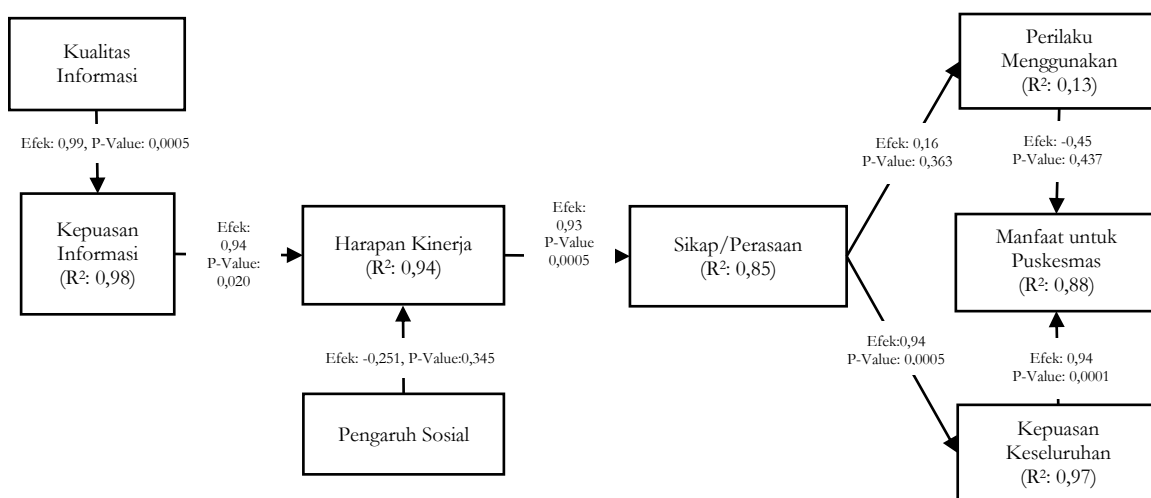 Kualitas
Informasi
Efek: 0,99, P-Value: 0,0005
Kepuasan
Informasi
(R²: 0,98)
Efek:
0,94
P-Value:
0,020
Harapan Kinerja
(R²: 0,94)
Efek: -0,251, P-Value:0,345
Pengaruh Sosial
Efek:
0,93
P-Value
0,0005
Sikap/Perasaan
(R²: 0,85)
Efek: 0,16
P-Value: 0,363
Efek:0,94
P-Value: 0.0005
Perilaku
Menggunakan
(R²: 0,13)
Efek: -0,45
P-Value: 0,437
Manfaat untuk
Puskesmas
(R²: 0,88)
Efek: 0,94
P-Value: 0,0001
Kepuasan
Keseluruhan
(R²: 0,97)